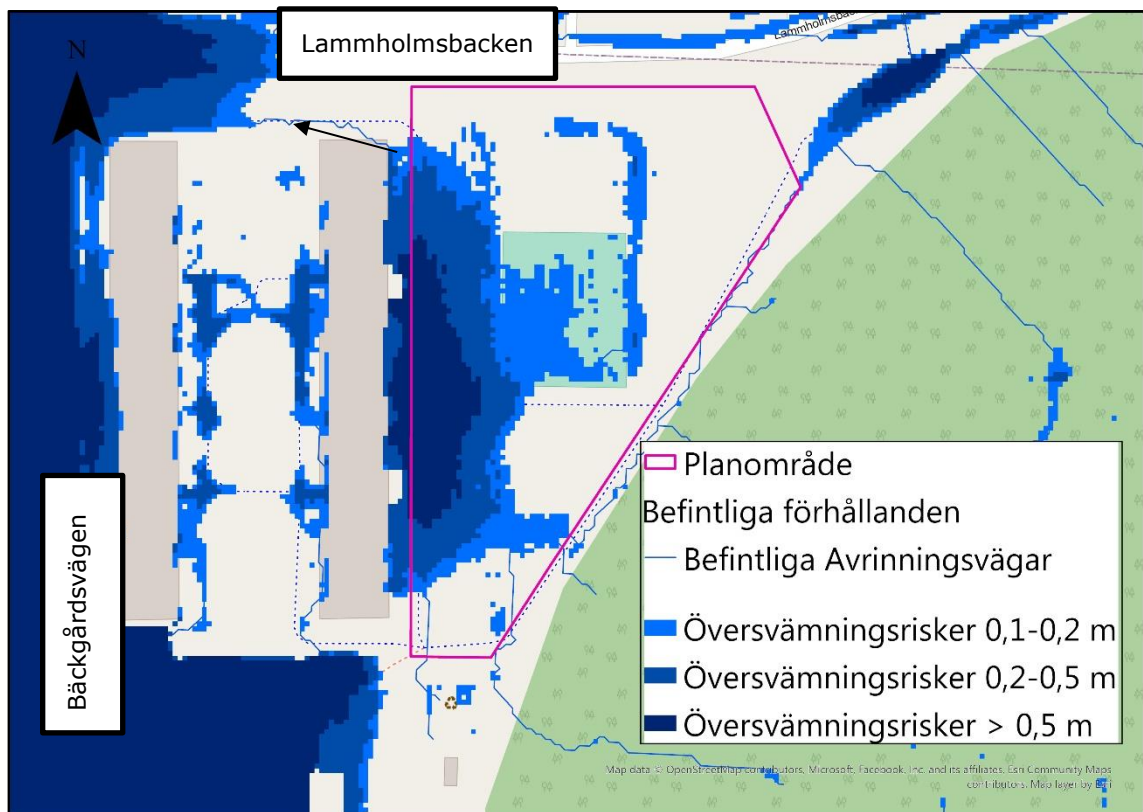 Lammholmsbacken
Lammholmsbac
N
Bäckgårdsvägen
Planområde
Befintliga förhållanden
Befintliga Avrinningsvägar
Översvämningsrisker 0,1-0,2 m
Översvämningsrisker 0,2-0,5 m
Översvämningsrisker > 0,5 m
Map data © OpenStreetMap contributors, Microsoft, Facebook, Inc. and its affiliates, Esri Community Maps
contributors, Map layer by Esri